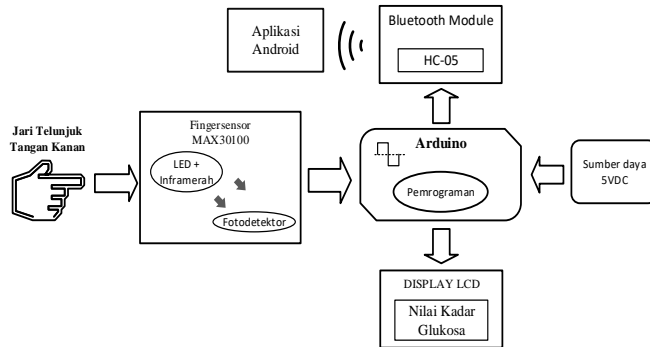 Aplikasi
Android
Bluetooth Module
HC-05
Jari Telunjuk
Tangan Kanan
Fingersensor
MAX30100
LED +
Inframerah
Fotodetektor
Arduino
Pemrograman
Sumber daya
5VDC
DISPLAY LCD
Nilai Kadar
Glukosa